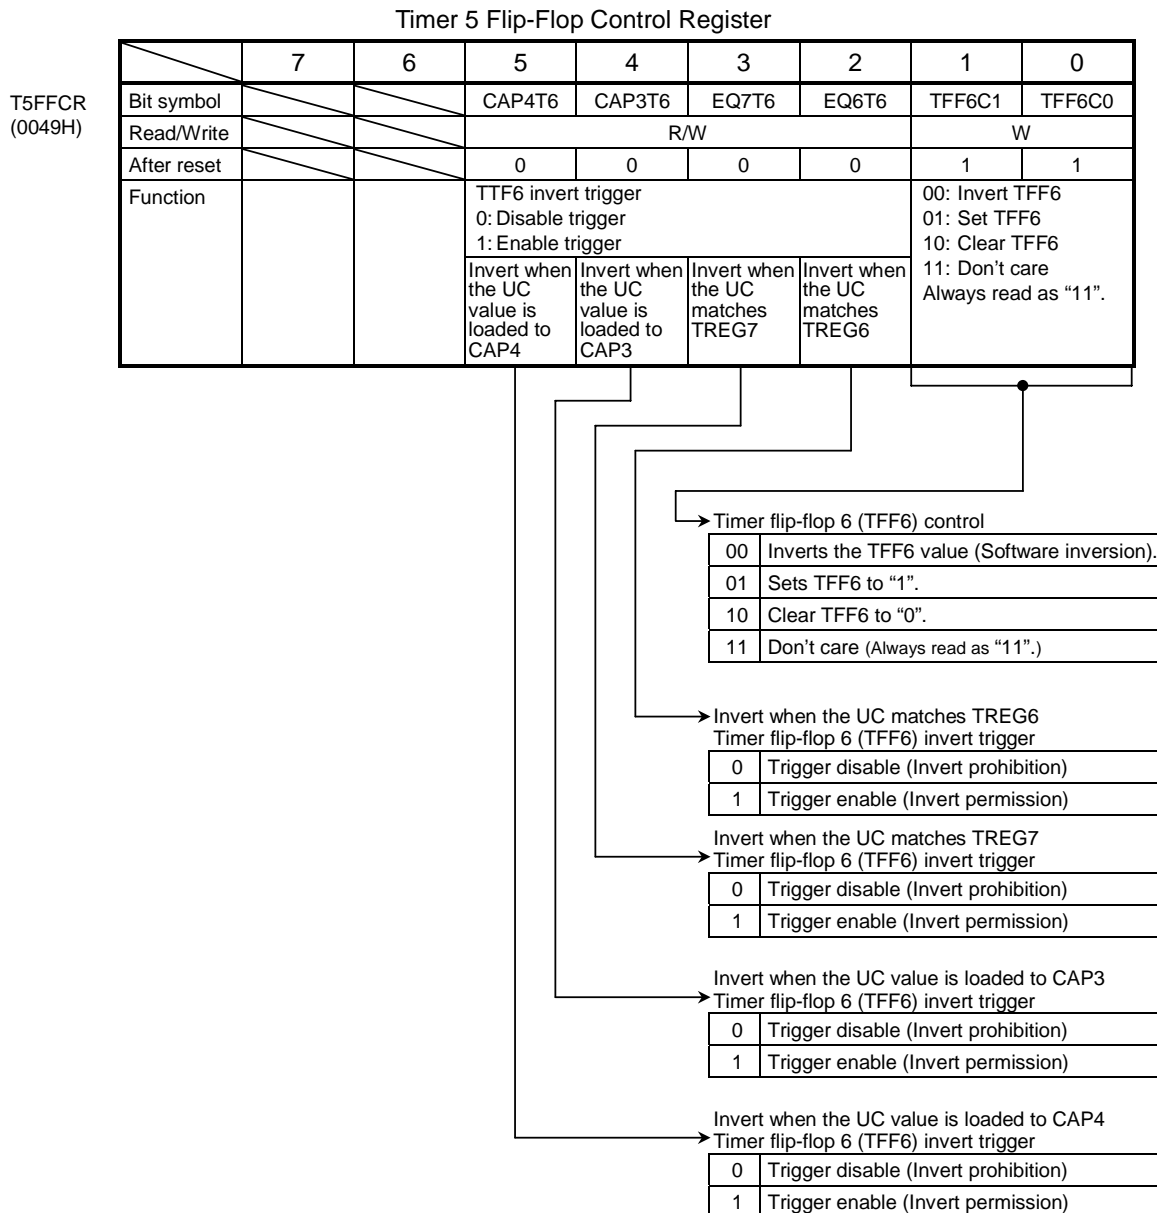 Timer 5 Flip-Flop Control Register
7 6 5 4 3 2 1 0
T5FFCR
(0049H)
Bit symbol CAP4T6 CAP3T6 EQ7T6 EQ6T6 TFF6C1 TFF6C0
Read/Write R/W W
After reset 0 0 0 0 1 1
Function
TTF6 invert trigger
0: Disable trigger
1: Enable trigger
Invert when
the UC
value is
loaded to
CAP4
Invert when
the UC
value is
loaded to
CAP3
Invert when
the UC
matches
TREG7
Invert when
the UC
matches
TREG6
00: Invert TFF6
01: Set TFF6
10: Clear TFF6
11: Don't care
Always read as “11”.
Timer flip-flop 6 (TFF6) control
00 Inverts the TFF6 value (Software inversion).
01 Sets TFF6 to “1”.
10 Clear TFF6 to “0”.
11 Don't care (Always read as “11”.)
Invert when the UC matches TREG6
Timer flip-flop 6 (TFF6) invert trigger
0 Trigger disable (Invert prohibition)
1 Trigger enable (Invert permission)
Invert when the UC matches TREG7
Timer flip-flop 6 (TFF6) invert trigger
0 Trigger disable (Invert prohibition)
1 Trigger enable (Invert permission)
Invert when the UC value is loaded to CAP3
Timer flip-flop 6 (TFF6) invert trigger
0 Trigger disable (Invert prohibition)
1 Trigger enable (Invert permission)
Invert when the UC value is loaded to CAP4
Timer flip-flop 6 (TFF6) invert trigger
0 Trigger disable (Invert prohibition)
1 Trigger enable (Invert permission)